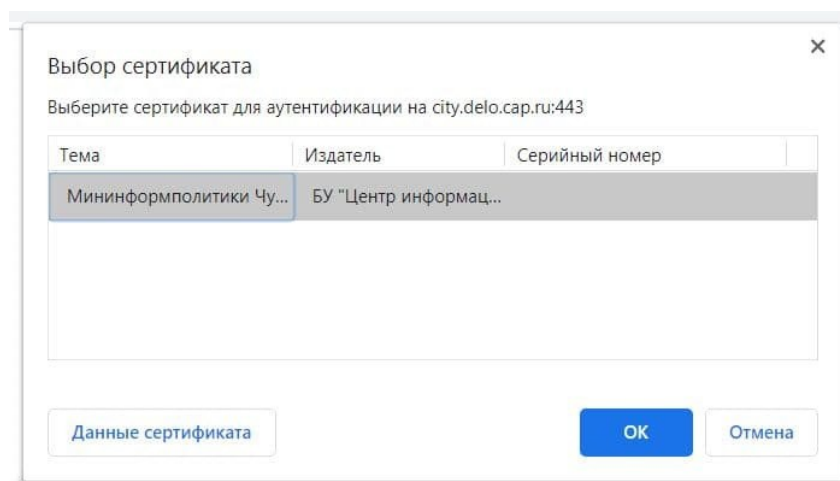 Выбор сертификата
Выберите сертификат для аутентификации на city.delo.cap.ru:443
Тема Издатель Серийный номер
Мининформполитики Чу... БУ "Центр информац...
Данные сертификата ОК Отмена